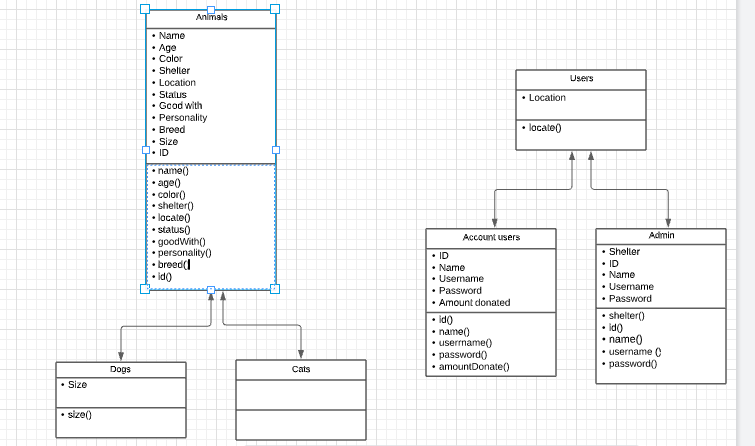 Animals
• Name
• Age
• Color
• Shelter
• Location
• Status
• Good with
• Personality
• Breed
• Size
• ID
• name()
• age()
• color()
• shelter()
• locate()
• status()
• goodWith()
• personality()
• breed()
• id()
Dogs
• Size
• size()
Cats
Users
• Location
• locate()
Account users
• ID
• Name
• Username
• Password
• Amount donated
• id()
• name()
• userrname()
• password()
• amountDonate()
Admin
• Shelter
• ID
• Name
• Username
• Password
• shelter()
• id()
• name()
• username ()
• password()